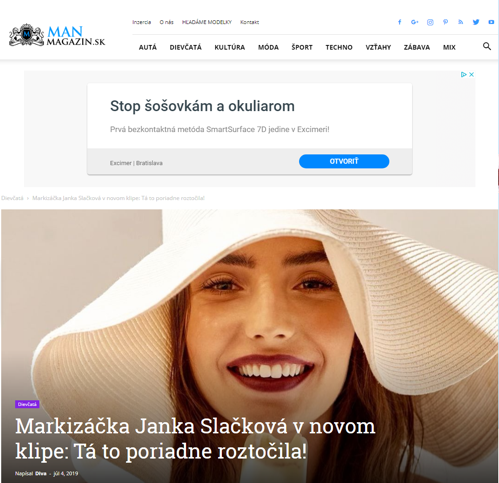 Inzercia O nás HĽADÁME MODELKY Kontakt
MAN
MAGAZIN.SK
AUTÁ DIEVČATÁ KULTÚRA MÓDA ŠPORT TECHNO VZŤAHY ZÁBAVA MIX
Stop šošovkám a okuliarom
Prvá bezkontaktná metóda SmartSurface 7D jedine v Excimeri!
Excimer | Bratislava OTVORIŤ
Dievčatá › Markizáčka Janka Slačková v novom klipe: Tá to poriadne roztočila!
Dievčatá
Markizáčka Janka Slačková v novom
klipe: Tá to poriadne roztočila!
Napísal Diva - júl 4, 2019